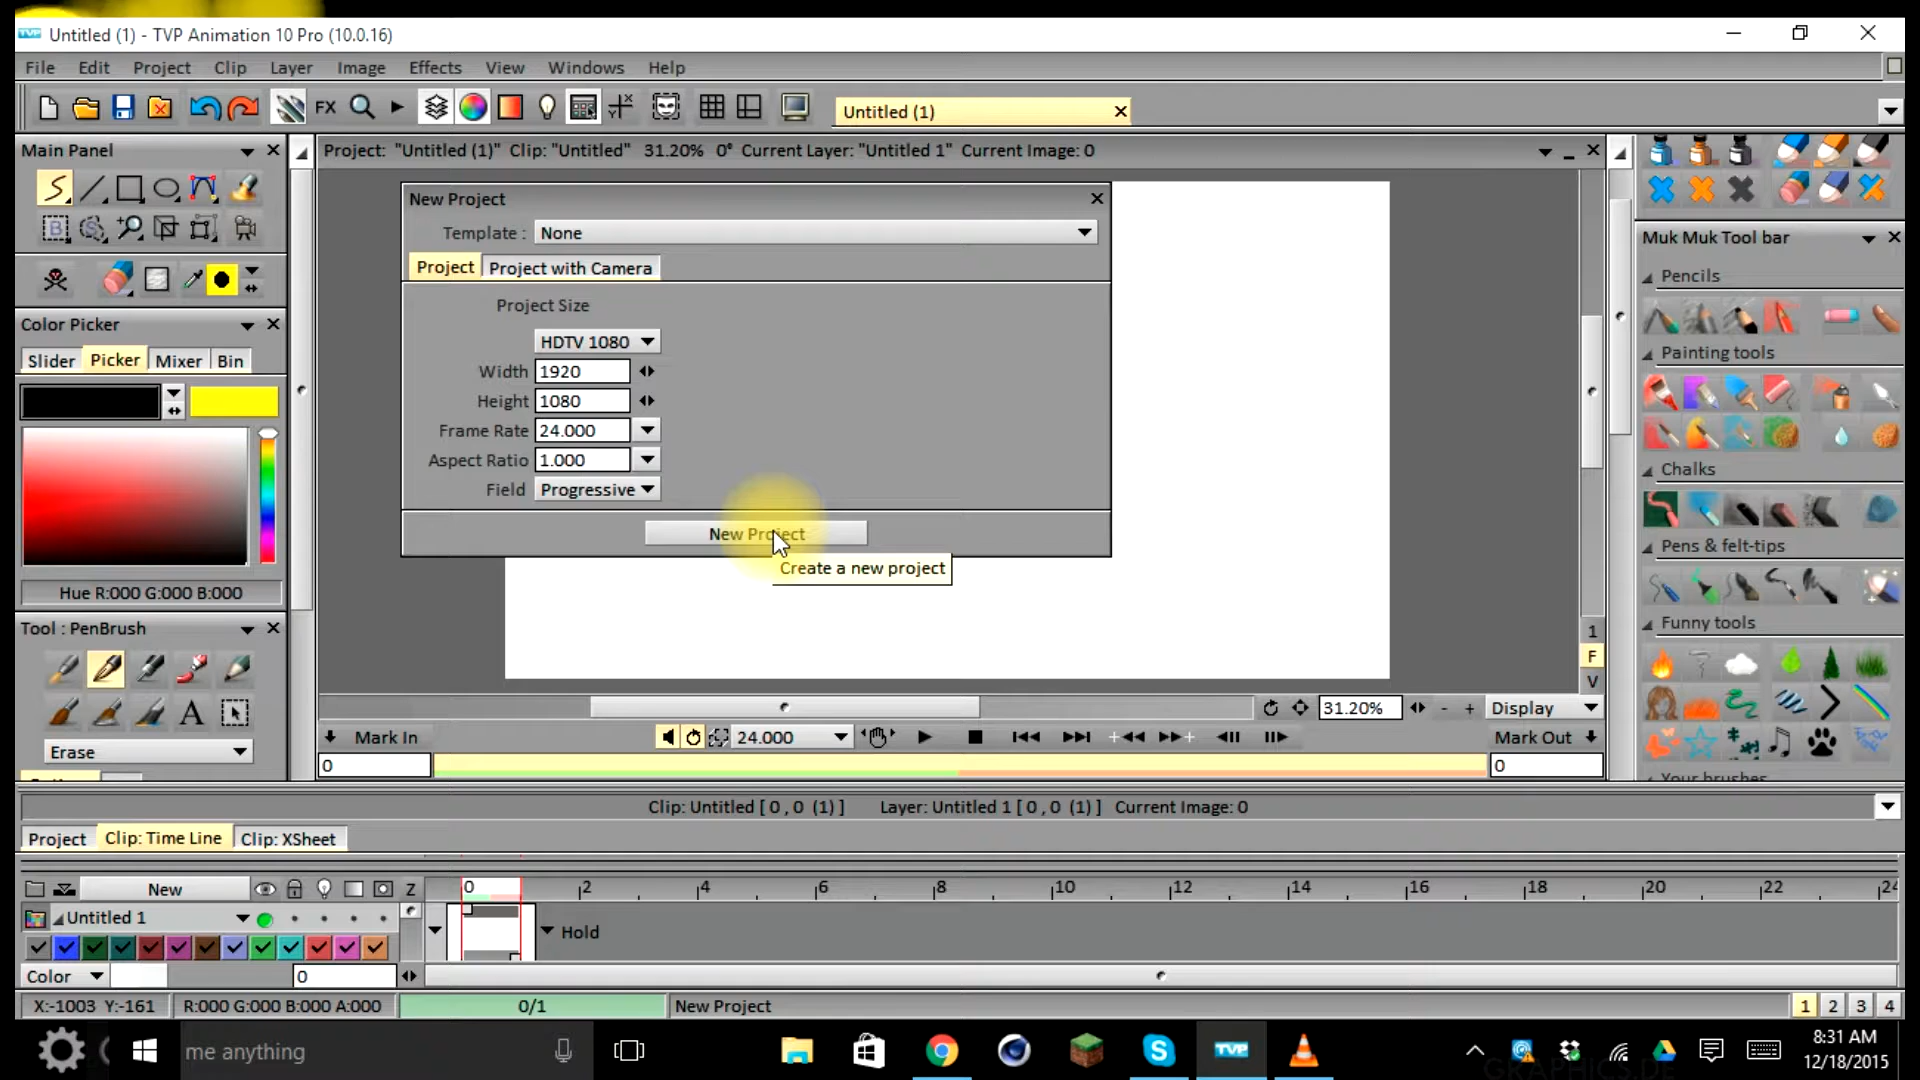 TVP Untitled (1) - TVP Animation 10 Pro (10.0.16)
File Edit Project Clip Layer Image Effects View Windows Help
FX
Untitled (1)
Main Panel
Project: "Untitled (1)" Clip: "Untitled" 31.20% 0° Current Layer: "Untitled 1" Current Image: 0
New Project
Template : None
Project Project with Camera
Project Size
HDTV 1080
Width 1920
Height 1080
Frame Rate 24.000
Aspect Ratio 1.000
Field Progressive
New Project
Create a new project
Color Picker
Slider Picker Mixer Bin
Hue R:000 G:000 B:000
Tool : PenBrush
A
Erase
Muk Muk Tool bar
Pencils
Painting tools
Chalks
Pens & felt-tips
Funny tools
Your brushes
1
F
V
31.20% - + Display
Mark In 24.000 Mark Out
0 0
Clip: Untitled [ 0 , 0 (1) ] Layer: Untitled 1 [ 0 , 0 (1) ] Current Image: 0
Project Clip: Time Line Clip: XSheet
New Z 0 2 4 6 8 10 12 14 16 18 20 22 24
Untitled 1
Hold
Color 0
X:-1003 Y:-161 R:000 G:000 B:000 A:000 0/1 New Project 1 2 3 4
me anything
TVP
8:31 AM
12/18/2015
GRAPHICS.DE